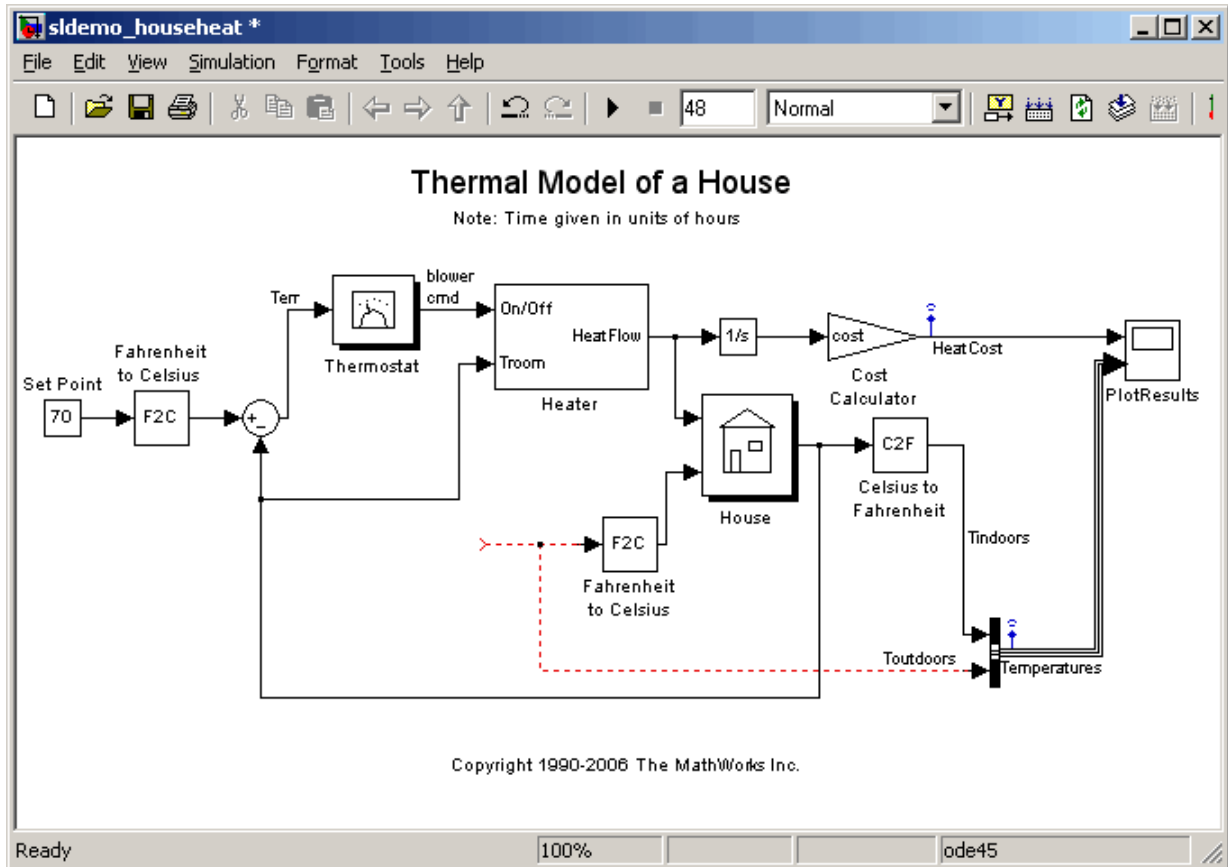 sldemo_househeat *
File Edit View Simulation Format Tools Help
48 Normal
Thermal Model of a House
Note: Time given in units of hours
Set Point
70
Fahrenheit
to Celsius
F2C
+
-
Terr
Thermostat
blower
cmd
On/Off
Troom
HeatFlow
Heater
1/s
cost
Cost
Calculator
HeatCost
PlotResults
House
C2F
Celsius to
Fahrenheit
F2C
Fahrenheit
to Celsius
Tindoors
Toutdoors
Temperatures
Copyright 1990-2006 The MathWorks Inc.
Ready 100% ode45